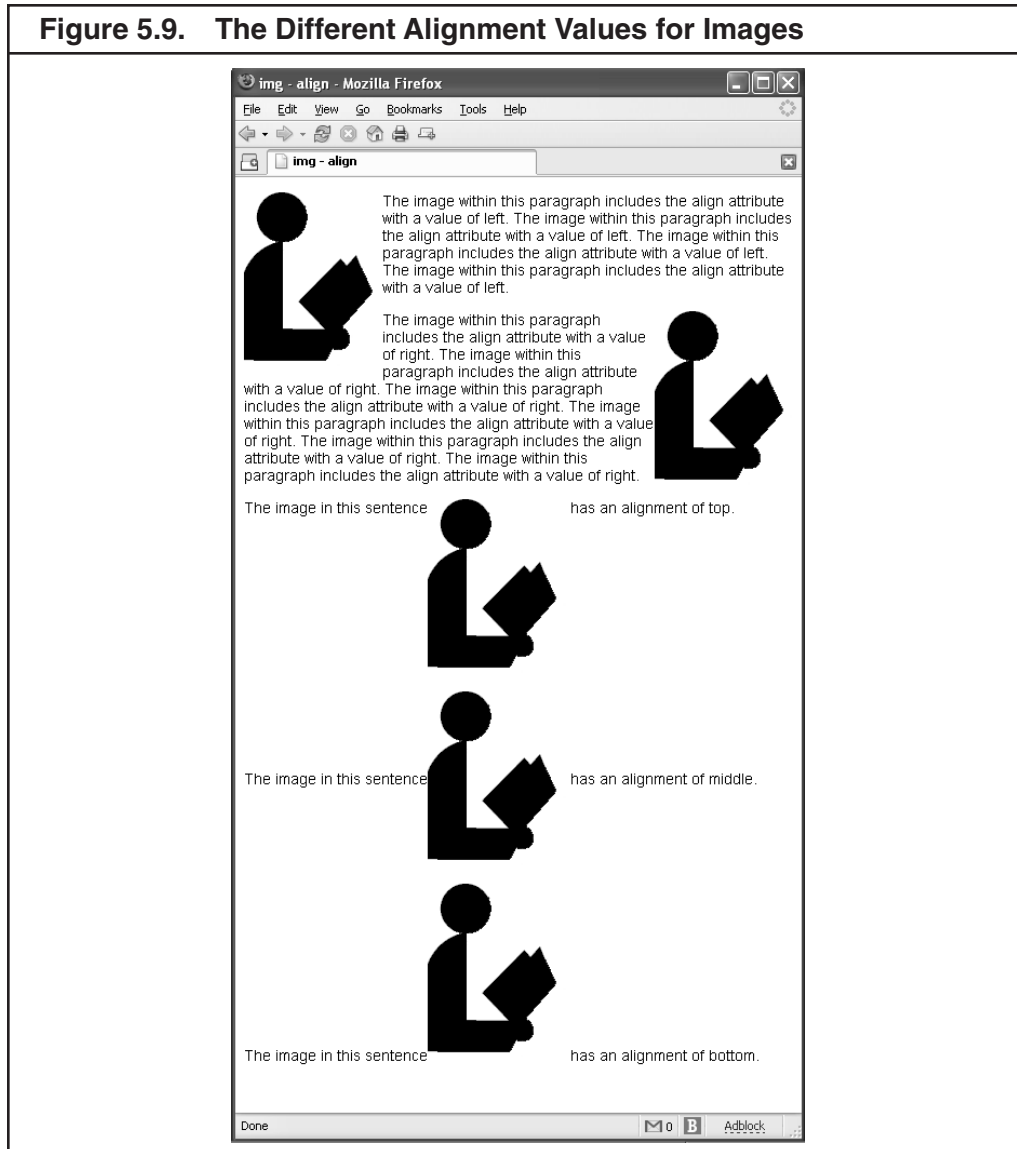 Figure 5.9. The Different Alignment Values for Images
img - align - Mozilla Firefox
File Edit View Go Bookmarks Tools Help
img - align
The image within this paragraph includes the align attribute
with a value of left. The image within this paragraph includes
the align attribute with a value of left. The image within this
paragraph includes the align attribute with a value of left.
The image within this paragraph includes the align attribute
with a value of left.
The image within this paragraph
includes the align attribute with a value
of right. The image within this
paragraph includes the align attribute
with a value of right. The image within this paragraph
includes the align attribute with a value of right. The image
within this paragraph includes the align attribute with a value
of right. The image within this paragraph includes the align
attribute with a value of right. The image within this
paragraph includes the align attribute with a value of right.
The image in this sentence has an alignment of top.
The image in this sentence has an alignment of middle.
The image in this sentence has an alignment of bottom.
Done 0 B Adblock